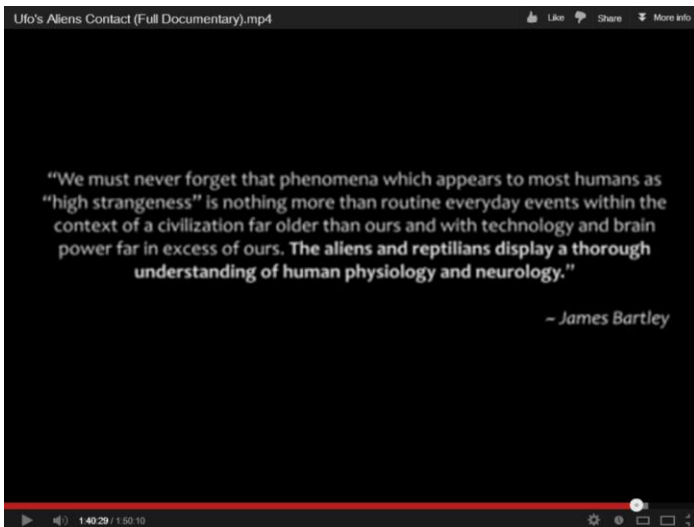 Ufo's Aliens Contact (Full Documentary).mp4 Like Share More info
“We must never forget that phenomena which appears to most humans as
“high strangeness” is nothing more than routine everyday events within the
context of a civilization far older than ours and with technology and brain
power far in excess of ours. The aliens and reptilians display a thorough
understanding of human physiology and neurology.”
~ James Bartley
1:40:29 / 1:50:10